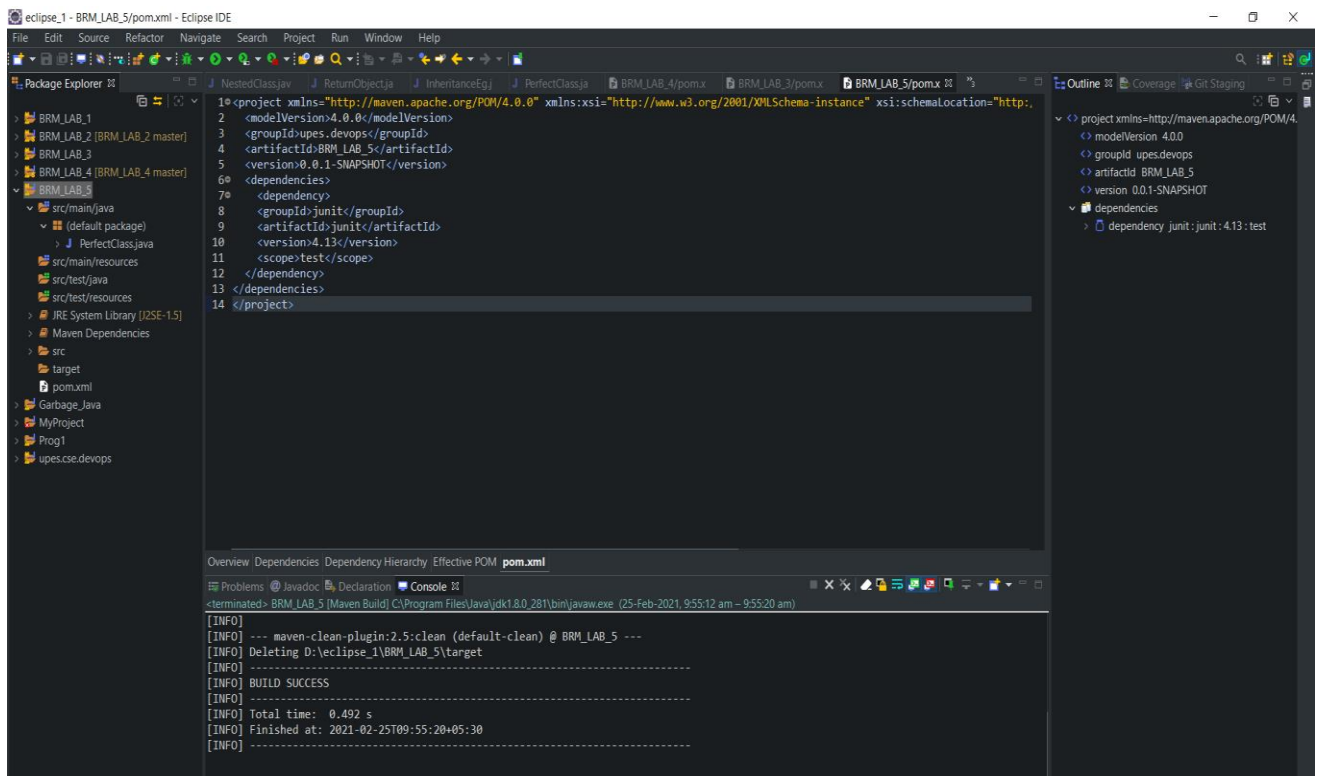 eclipse_1 - BRM_LAB_5/pom.xml - Eclipse IDE
File Edit Source Refactor Navigate Search Project Run Window Help
Package Explorer
BRM_LAB_1
BRM_LAB_2 [BRM_LAB_2 master]
BRM_LAB_3
BRM_LAB_4 [BRM_LAB_4 master]
BRM_LAB_5
src/main/java
(default package)
PerfectClass.java
src/main/resources
src/test/java
src/test/resources
JRE System Library [J2SE-1.5]
Maven Dependencies
src
target
pom.xml
Garbage_Java
MyProject
Prog1
upes.cse.devops
NestedClass.jav ReturnObject.ja InheritanceEg.j PerfectClass.ja BRM_LAB_4/pom.x BRM_LAB_3/pom.x BRM_LAB_5/pom.x "3
1 <project xmlns="http://maven.apache.org/POM/4.0.0" xmlns:xsi="http://www.w3.org/2001/XMLSchema-instance" xsi:schemaLocation="http:
2 <modelVersion>4.0.0</modelVersion>
3 <groupId>upes.devops</groupId>
4 <artifactId>BRM_LAB_5</artifactId>
5 <version>0.0.1-SNAPSHOT</version>
6 <dependencies>
7 <dependency>
8 <groupId>junit</groupId>
9 <artifactId>junit</artifactId>
10 <version>4.13</version>
11 <scope>test</scope>
12 </dependency>
13 </dependencies>
14 </project>
Overview Dependencies Dependency Hierarchy Effective POM pom.xml
Problems @ Javadoc Declaration Console
<terminated> BRM_LAB_5 [Maven Build] C:\Program Files\Java\jdk1.8.0_281\bin\javaw.exe (25-Feb-2021, 9:55:12 am – 9:55:20 am)
[INFO]
[INFO] --- maven-clean-plugin:2.5:clean (default-clean) @ BRM_LAB_5 ---
[INFO] Deleting D:\eclipse_1\BRM_LAB_5\target
[INFO] ------------------------------------------------------------------------
[INFO] BUILD SUCCESS
[INFO] ------------------------------------------------------------------------
[INFO] Total time:  0.492 s
[INFO] Finished at: 2021-02-25T09:55:20+05:30
[INFO] ------------------------------------------------------------------------
Outline Coverage Git Staging
project xmlns=http://maven.apache.org/POM/4.
modelVersion 4.0.0
groupId upes.devops
artifactId BRM_LAB_5
version 0.0.1-SNAPSHOT
dependencies
dependency junit : junit : 4.13 : test